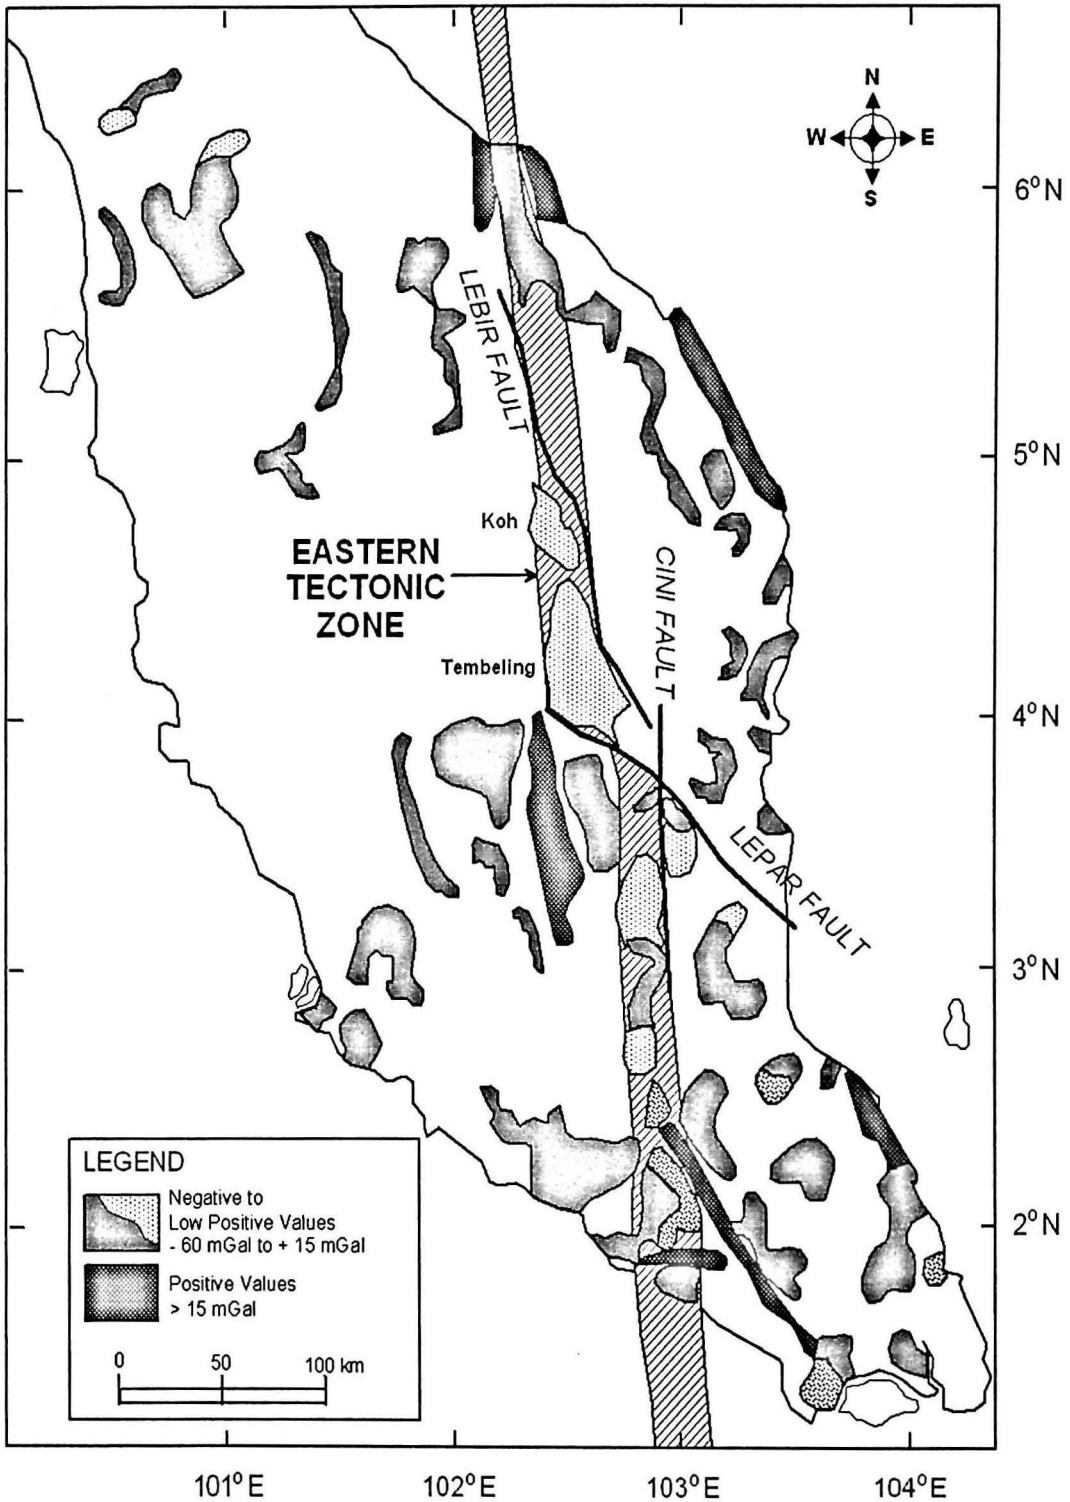 N
W E
S
6°N
LEBIR FAULT
5°N
Koh
EASTERN
TECTONIC
ZONE
CINI FAULT
Tembeling
4°N
LEPAR FAULT
3°N
LEGEND
Negative to
Low Positive Values
- 60 mGal to + 15 mGal
Positive Values
> 15 mGal
0 50 100 km
2°N
101°E 102°E 103°E 104°E